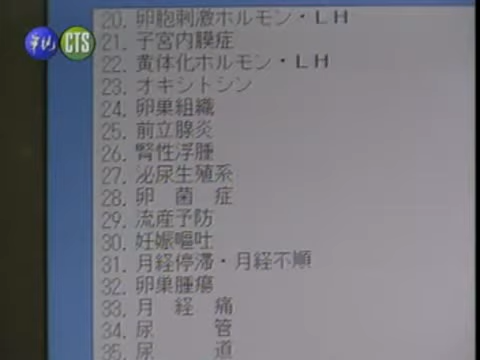 華視 CTS
20. 卵胞刺激ホルモン・LH
21. 子宮内膜症
22. 黄体化ホルモン・LH
23. オキシトシン
24. 卵巣組織
25. 前立腺炎
26. 腎性浮腫
27. 泌尿生殖系
28. 卵 菌 症
29. 流産予防
30. 妊娠嘔吐
31. 月経停滞・月経不順
32. 卵巣腫瘍
33. 月 経 痛
34. 尿 管
35. 尿 道